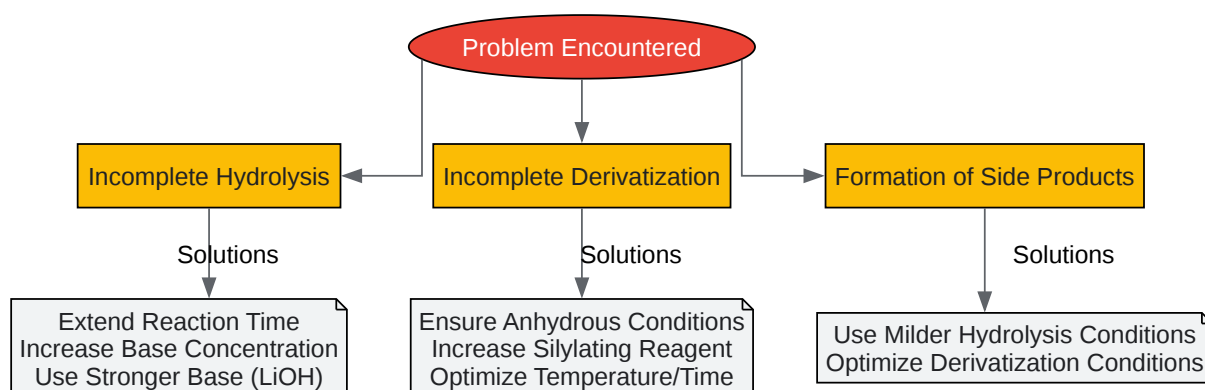 Problem Encountered
Incomplete Hydrolysis
Incomplete Derivatization
Formation of Side Products
Solutions
Solutions
Solutions
Extend Reaction Time
Increase Base Concentration
Use Stronger Base (LiOH)
Ensure Anhydrous Conditions
Increase Silylating Reagent
Optimize Temperature/Time
Use Milder Hydrolysis Conditions
Optimize Derivatization Conditions